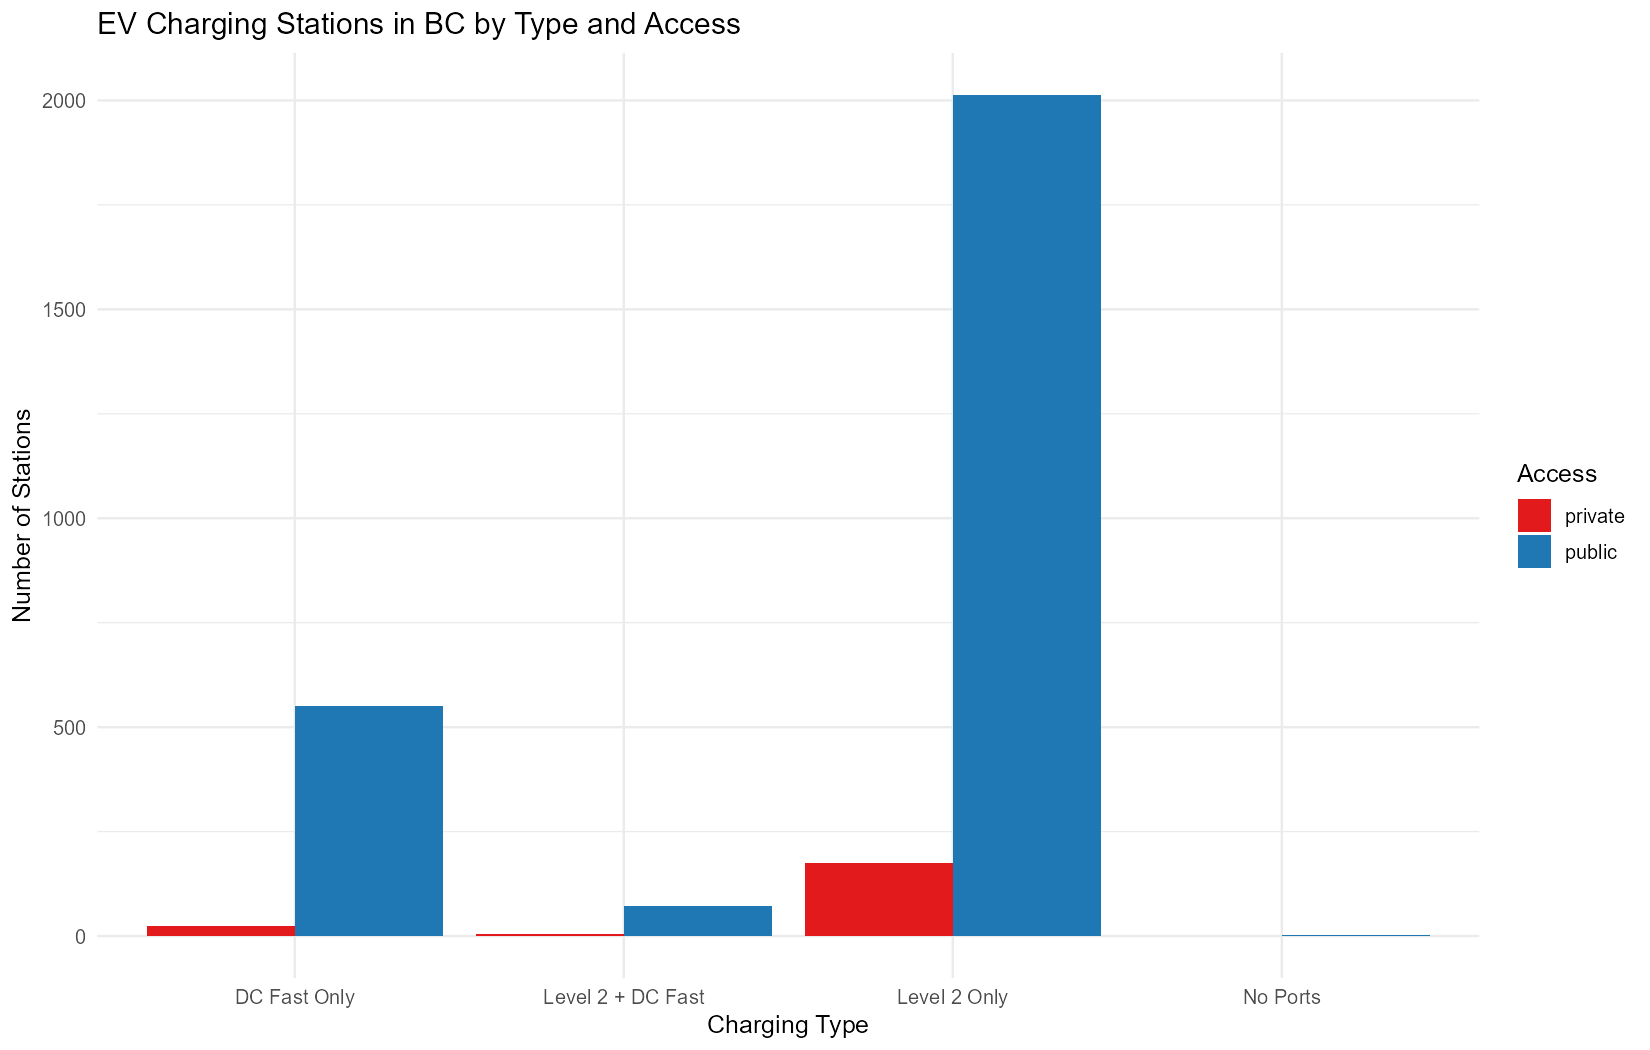 EV Charging Stations in BC by Type and Access
Number of Stations
2000
1500
1000
500
0
DC Fast Only
Level 2 + DC Fast
Level 2 Only
No Ports
Charging Type
Access
private
public